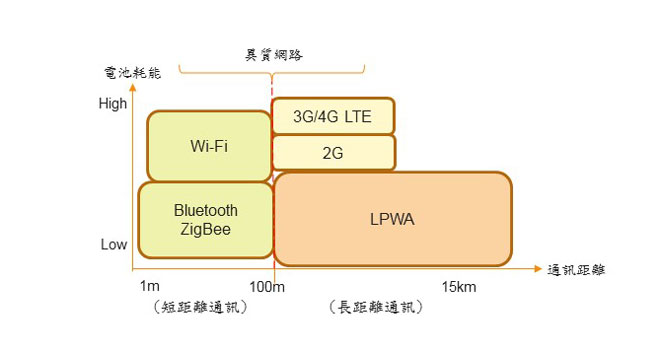 異質網路
電池耗能
High
3G/4G LTE
Wi-Fi
2G
Bluetooth
ZigBee
LPWA
Low
通訊距離
1m
100m
15km
（短距離通訊）
（長距離通訊）